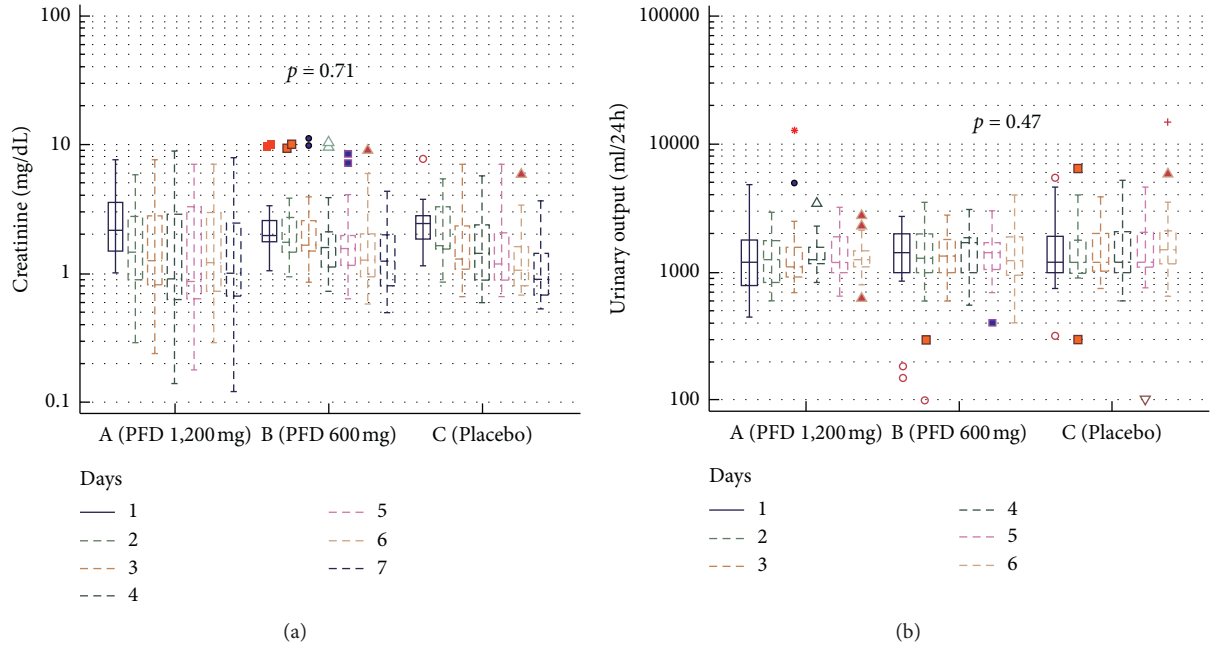 100
10
1
0.1
Creatinine (mg/dL)
p = 0.71
A (PFD 1,200 mg) B (PFD 600 mg) C (Placebo)
Days
1
2
3
4
5
6
7
(a)
100000
10000
1000
100
Urinary output (ml/24h)
p = 0.47
A (PFD 1,200 mg) B (PFD 600 mg) C (Placebo)
Days
1
2
3
4
5
6
(b)